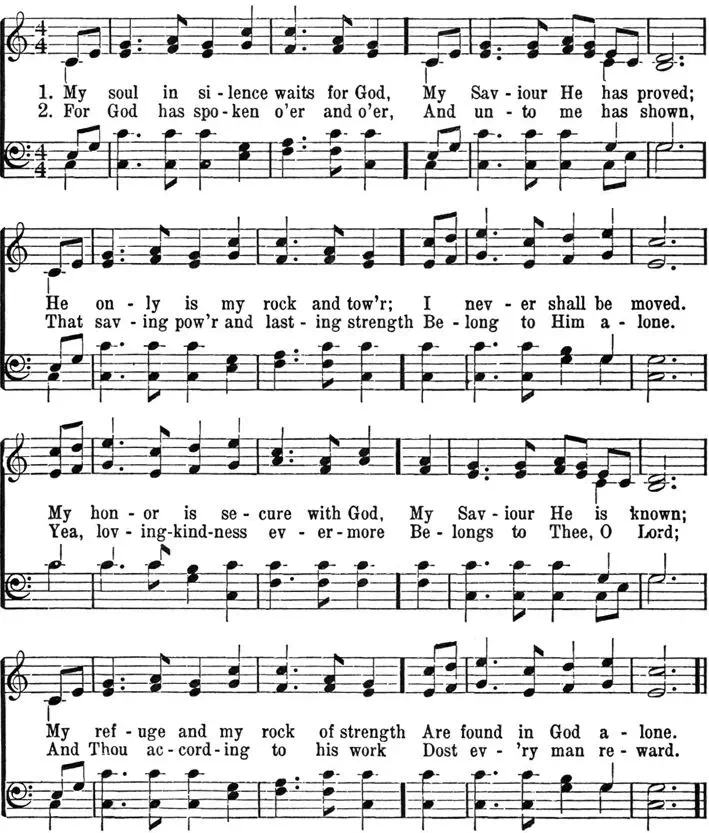 4
4
1. My soul in si - lence waits for God, My Sav - iour He has proved;
2. For God has spo - ken o'er and o'er, And un - to me has shown,
4
4
He on - ly is my rock and tow'r; I nev - er shall be moved.
That sav - ing pow'r and last - ing strength Be - long to Him a - lone.
My hon - or is se - cure with God, My Sav - iour He is known;
Yea, lov - ing-kind-ness ev - er-more Be - longs to Thee, O Lord;
My ref - uge and my rock of strength Are found in God a - lone.
And Thou ac - cord - ing to his work Dost ev - 'ry man re - ward.